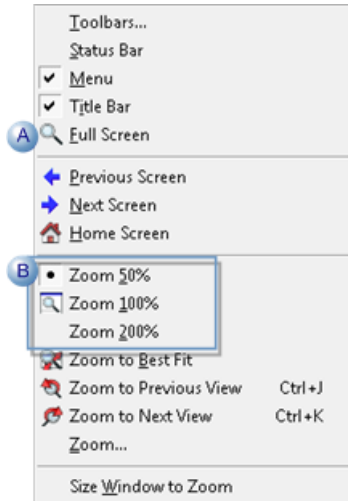 Toolbars...
Status Bar
Menu
Title Bar
A Full Screen
Previous Screen
Next Screen
Home Screen
B Zoom 50%
Zoom 100%
Zoom 200%
Zoom to Best Fit
Zoom to Previous View Ctrl+J
Zoom to Next View Ctrl+K
Zoom...
Size Window to Zoom